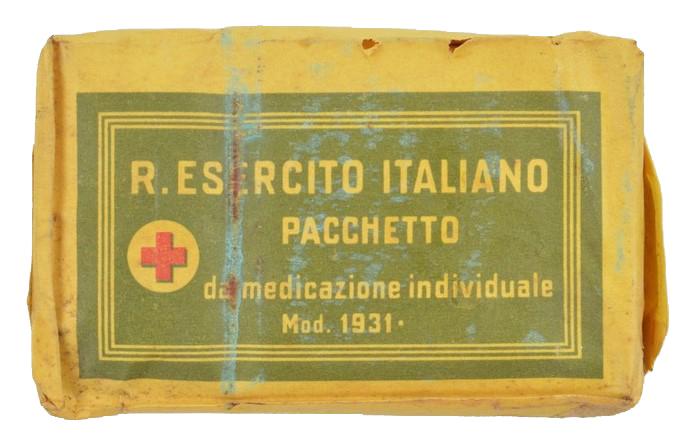 R. ESERCITO ITALIANO
PACCHETTO
da medicazione individuale
Mod. 1931.